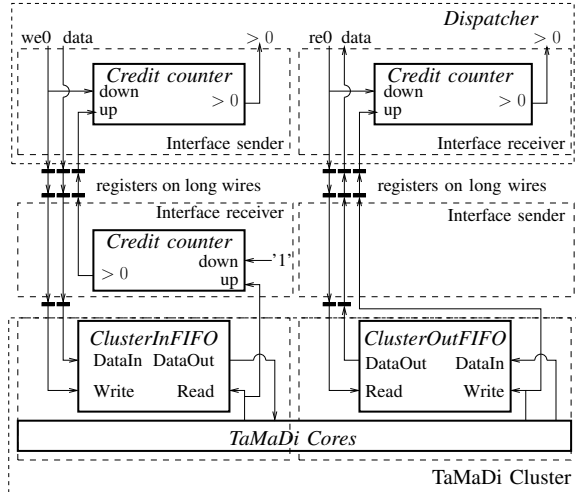 Dispatcher
we0 data > 0 re0 data > 0
Credit counter
down
up
> 0
Interface sender
Credit counter
down
up
> 0
Interface receiver
registers on long wires
registers on long wires
Interface receiver
Interface sender
Credit counter
down
'1'
> 0
up
ClusterInFIFO
DataIn DataOut
Write Read
ClusterOutFIFO
DataOut DataIn
Read Write
TaMaDi Cores
TaMaDi Cluster